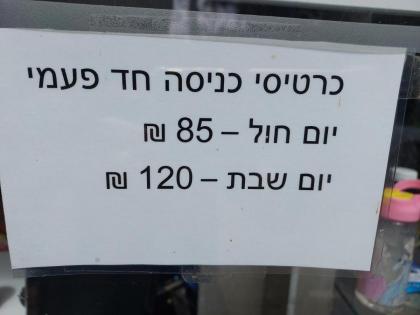 כרטיסי כניסה חד פעמי
יום חול – 85 ₪
יום שבת – 120 ₪